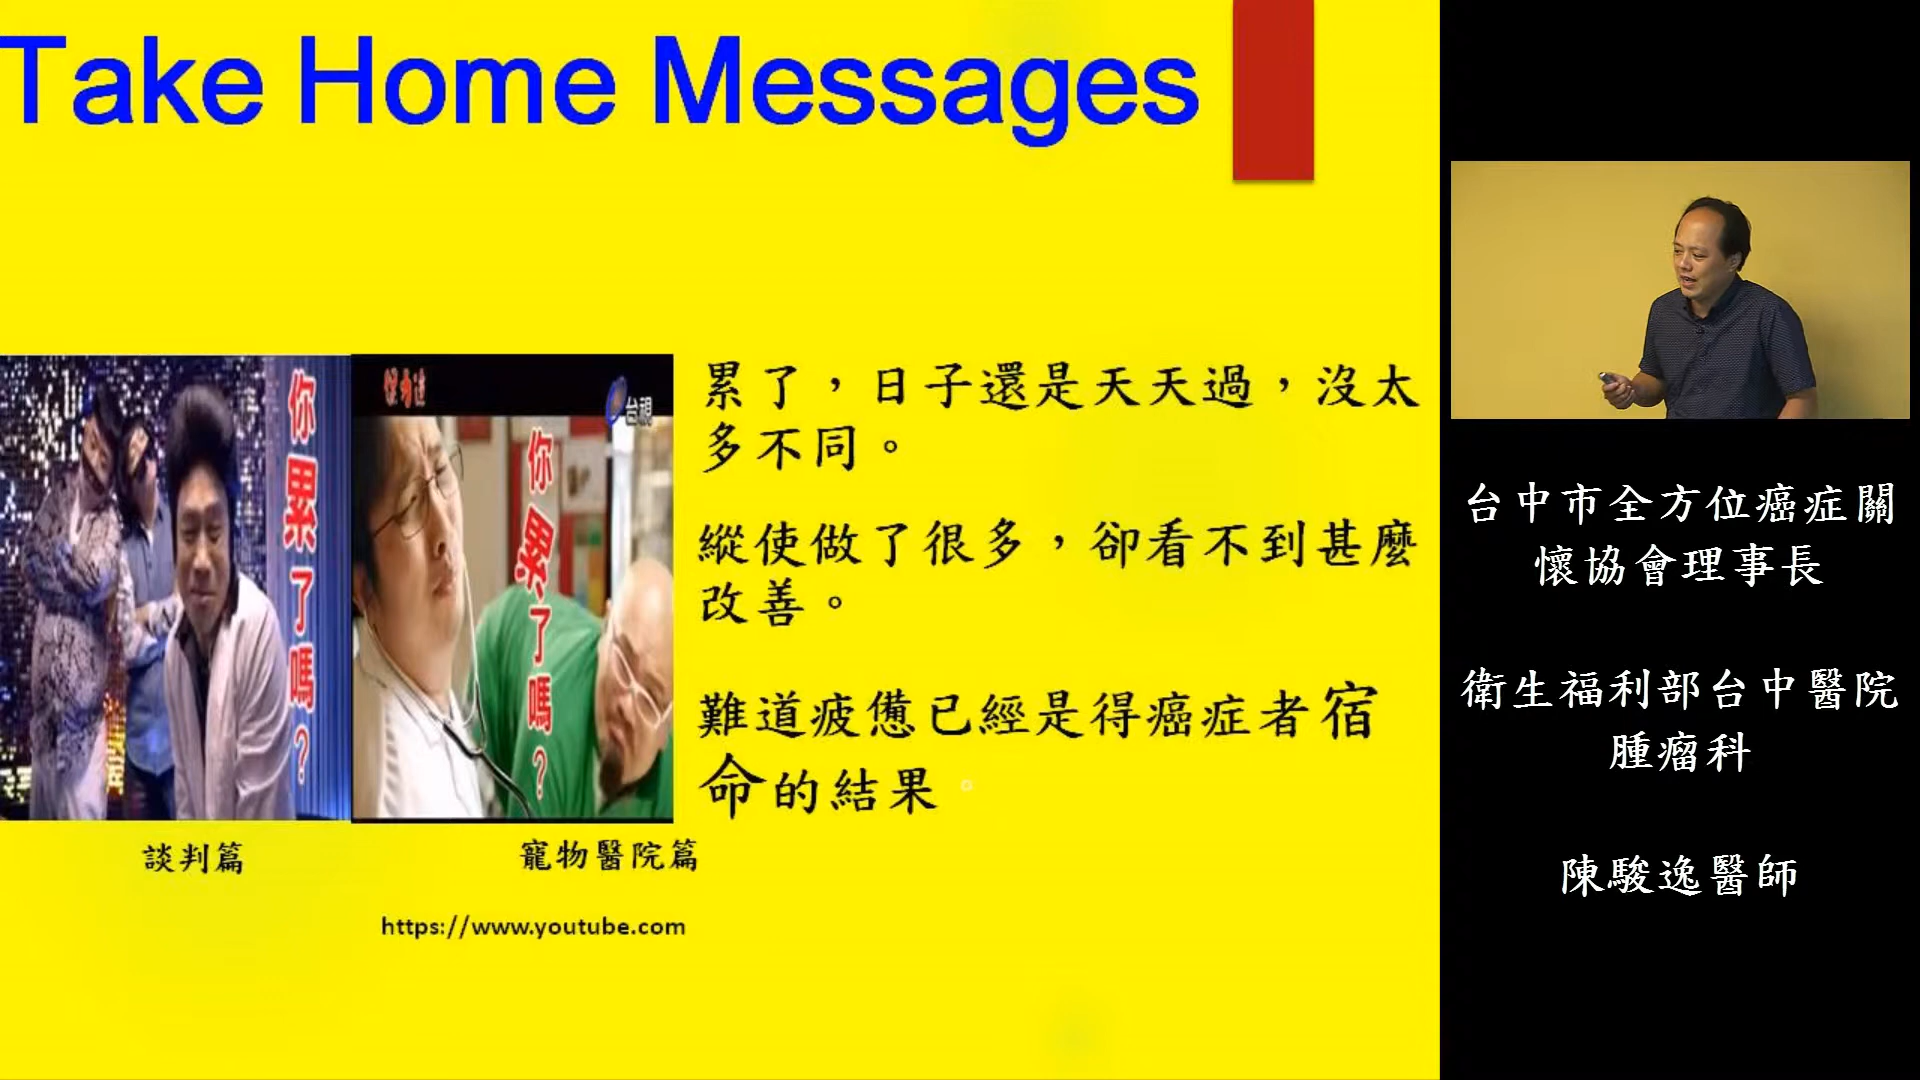 Take Home Messages
你累了嗎?
保力達
台視
你累了嗎?
累了，日子還是天天過，沒太
多不同。
縱使做了很多，卻看不到甚麼
改善。
難道疲憊已經是得癌症者宿
命的結果。
談判篇
寵物醫院篇
https://www.youtube.com
台中市全方位癌症關
懷協會理事長
衛生福利部台中醫院
腫瘤科
陳駿逸醫師